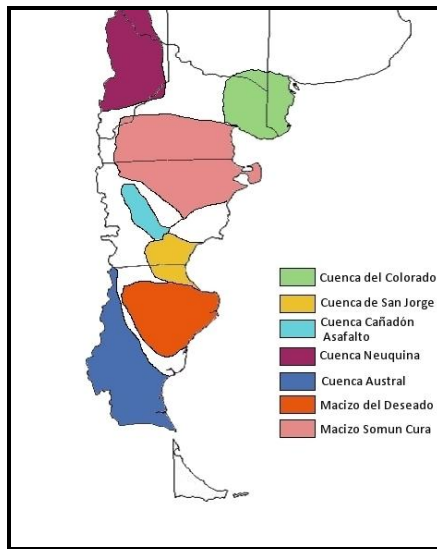 Cuenca del Colorado
Cuenca de San Jorge
Cuenca Cañadón
Asafalto
Cuenca Neuquina
Cuenca Austral
Macizo del Deseado
Macizo Somun Cura